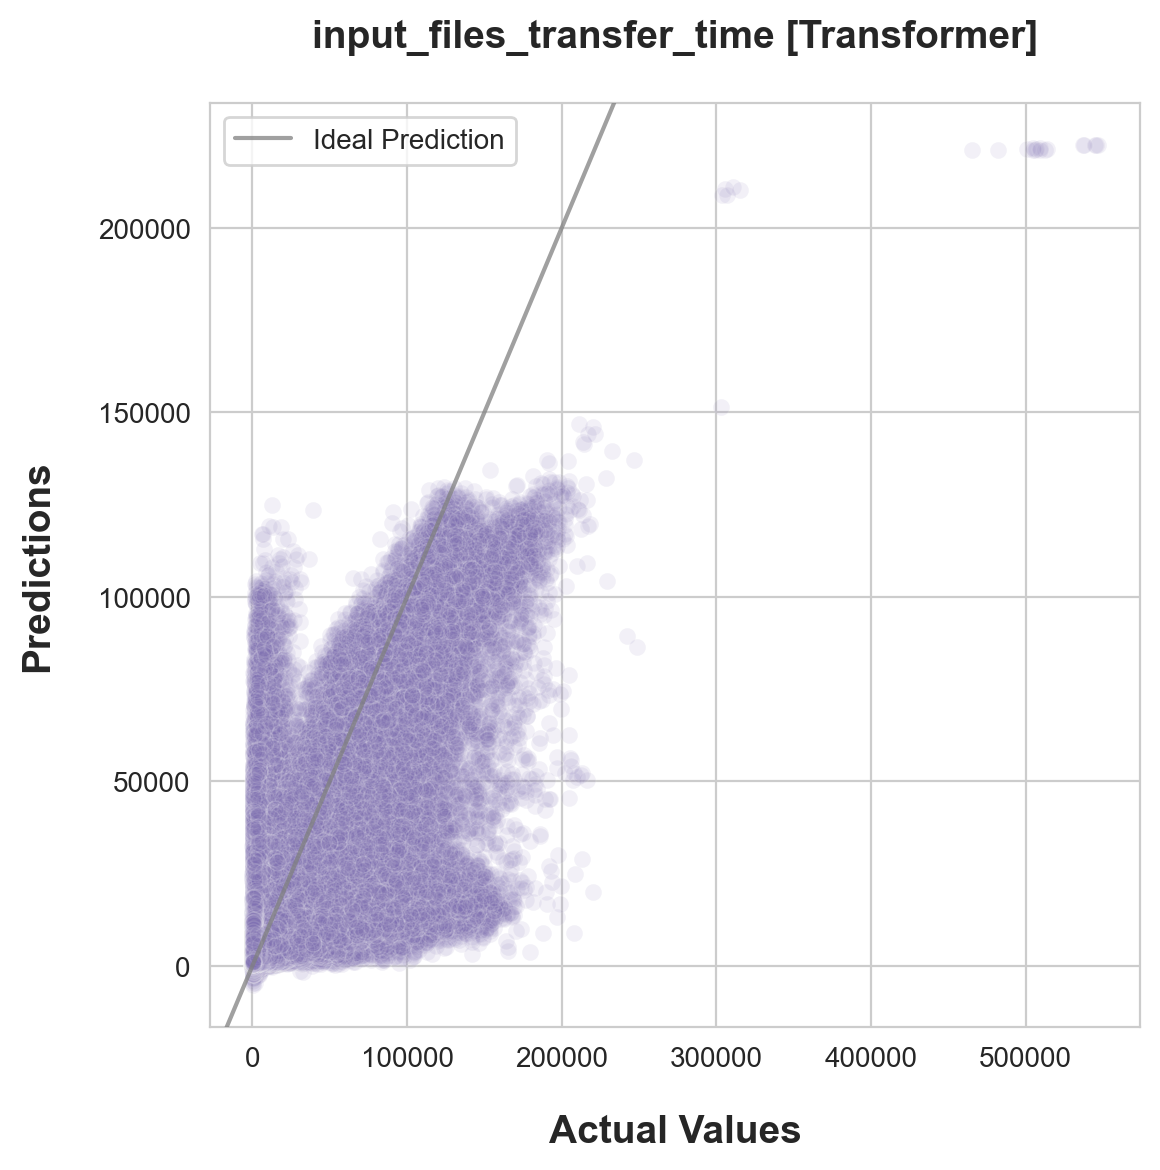 input_files_transfer_time [Transformer]
Ideal Prediction
200000
150000
100000
50000
0
Predictions
0 100000 200000 300000 400000 500000
Actual Values